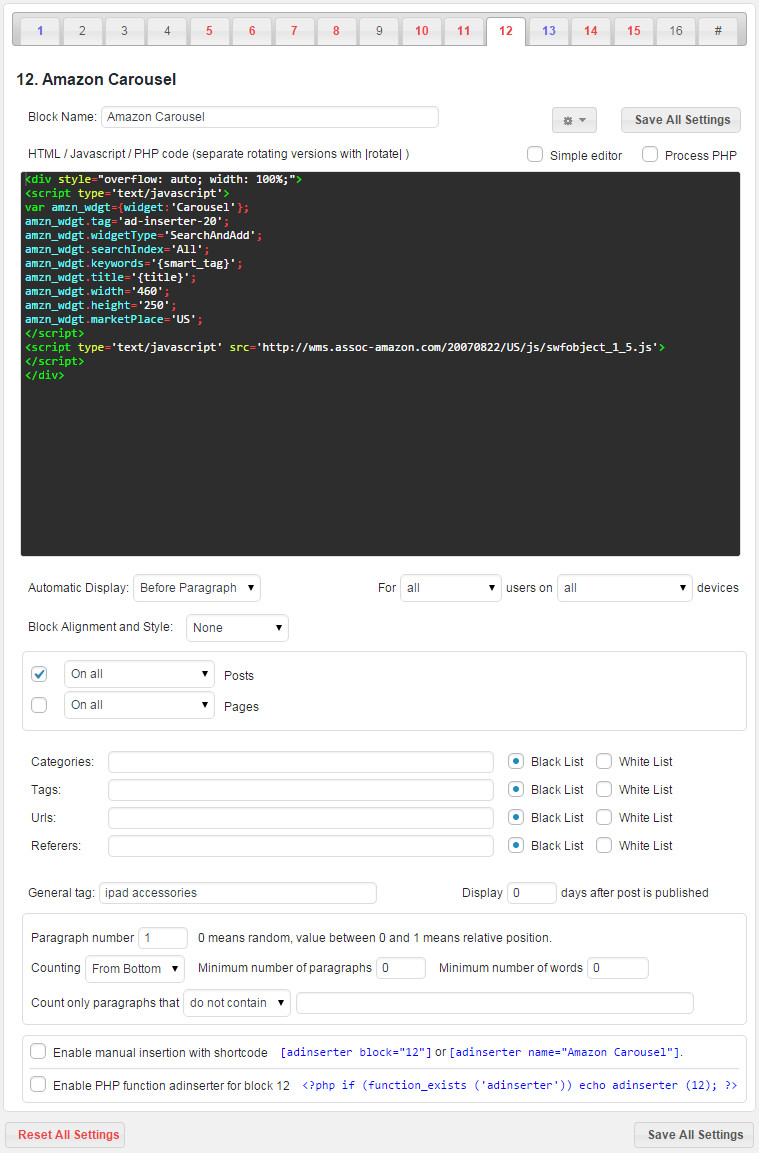 1 2 3 4 5 6 7 8 9 10 11 12 13 14 15 16 #
12. Amazon Carousel
Block Name: Amazon Carousel Save All Settings
HTML / Javascript / PHP code (separate rotating versions with |rotate| ) Simple editor Process PHP
<div style="overflow: auto; width: 100%;">
<script type='text/javascript'>
var amzn_wdgt={widget:'Carousel'};
amzn_wdgt.tag='ad-inserter-20';
amzn_wdgt.widgetType='SearchAndAdd';
amzn_wdgt.searchIndex='All';
amzn_wdgt.keywords='{smart_tag}';
amzn_wdgt.title='{title}';
amzn_wdgt.width='460';
amzn_wdgt.height='250';
amzn_wdgt.marketPlace='US';
</script>
<script type='text/javascript' src='http://wms.assoc-amazon.com/20070822/US/js/swfobject_1_5.js'>
</script>
</div>
Automatic Display: Before Paragraph For all users on all devices
Block Alignment and Style: None
On all Posts
On all Pages
Categories: Black List White List
Tags: Black List White List
Urls: Black List White List
Referers: Black List White List
General tag: ipad accessories Display 0 days after post is published
Paragraph number 1 0 means random, value between 0 and 1 means relative position.
Counting From Bottom Minimum number of paragraphs 0 Minimum number of words 0
Count only paragraphs that do not contain
Enable manual insertion with shortcode [adinserter block="12"] or [adinserter name="Amazon Carousel"].
Enable PHP function adinserter for block 12 <?php if (function_exists ('adinserter')) echo adinserter (12); ?>
Reset All Settings Save All Settings